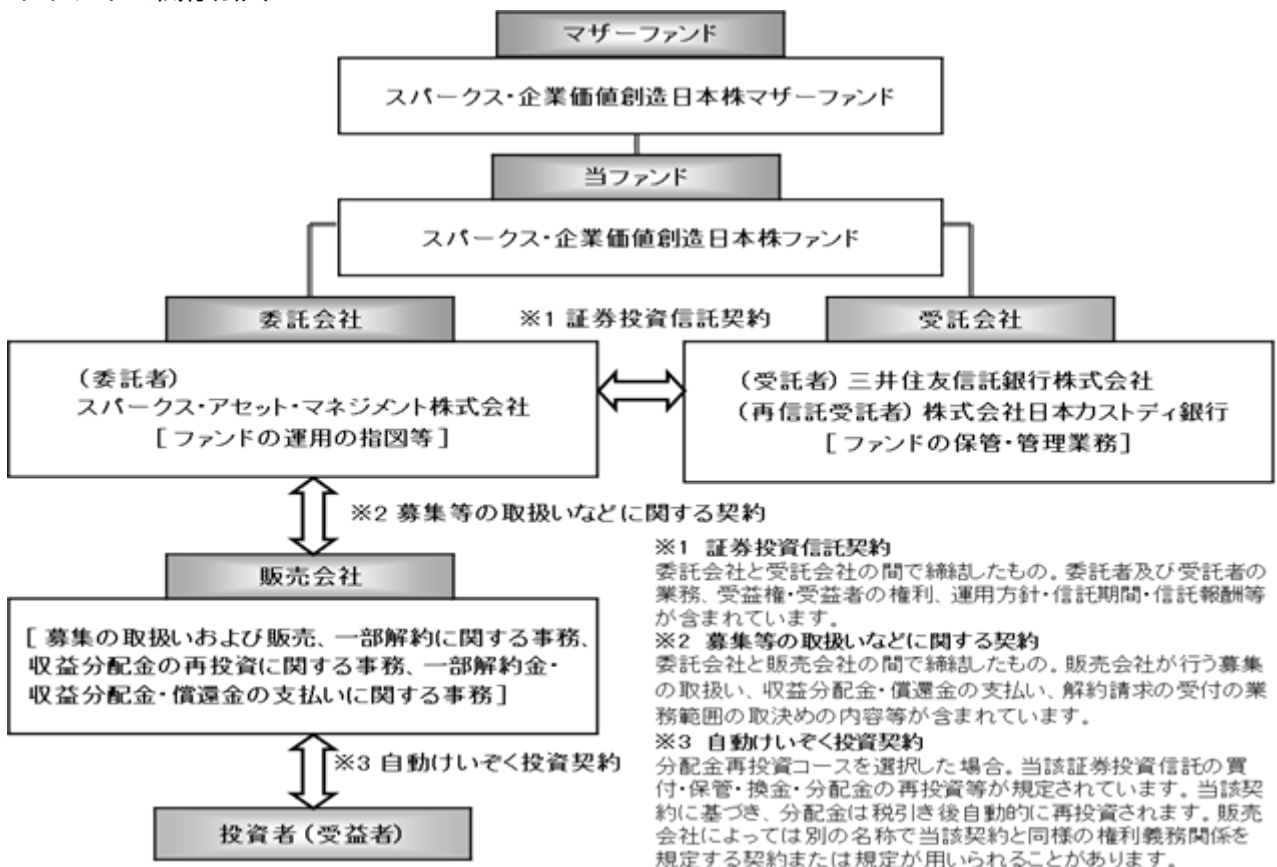 マザーファンド
スパークス・企業価値創造日本株マザーファンド
当ファンド
スパークス・企業価値創造日本株ファンド
委託会社
※1 証券投資信託契約
受託会社
(委託者)
スパークス・アセット・マネジメント株式会社
[ファンドの運用の指図等]
(受託者) 三井住友信託銀行株式会社
(再信託受託者) 株式会社日本カストディ銀行
[ファンドの保管・管理業務]
※2 募集等の取扱いなどに関する契約
販売会社
[募集の取扱いおよび販売、一部解約に関する事務、
収益分配金の再投資に関する事務、一部解約金・
収益分配金・償還金の支払いに関する事務]
※3 自動けいぞく投資契約
投資者(受益者)
※1 証券投資信託契約
委託会社と受託会社の間で締結したもの。委託者及び受託者の
業務、受益権・受益者の権利、運用方針・信託期間・信託報酬等
が含まれています。
※2 募集等の取扱いなどに関する契約
委託会社と販売会社の間で締結したもの。販売会社が行う募集
の取扱い、収益分配金・償還金の支払い、解約請求の受付の業
務範囲の取決めの内容等が含まれています。
※3 自動けいぞく投資契約
分配金再投資コースを選択した場合。当該証券投資信託の買
付・保管・換金・分配金の再投資等が規定されています。当該契
約に基づき、分配金は税引き後自動的に再投資されます。販売
会社によっては別の名称で当該契約と同様の権利義務関係を
規定する契約または規定が用いられることがあります。